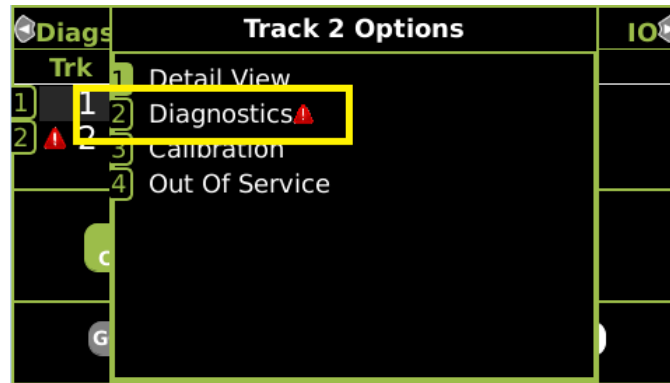 Diags
Track 2 Options
IO
Trk
1
Detail View
1
1
2
Diagnostics
2
2
3
Calibration
4
Out Of Service
C
G